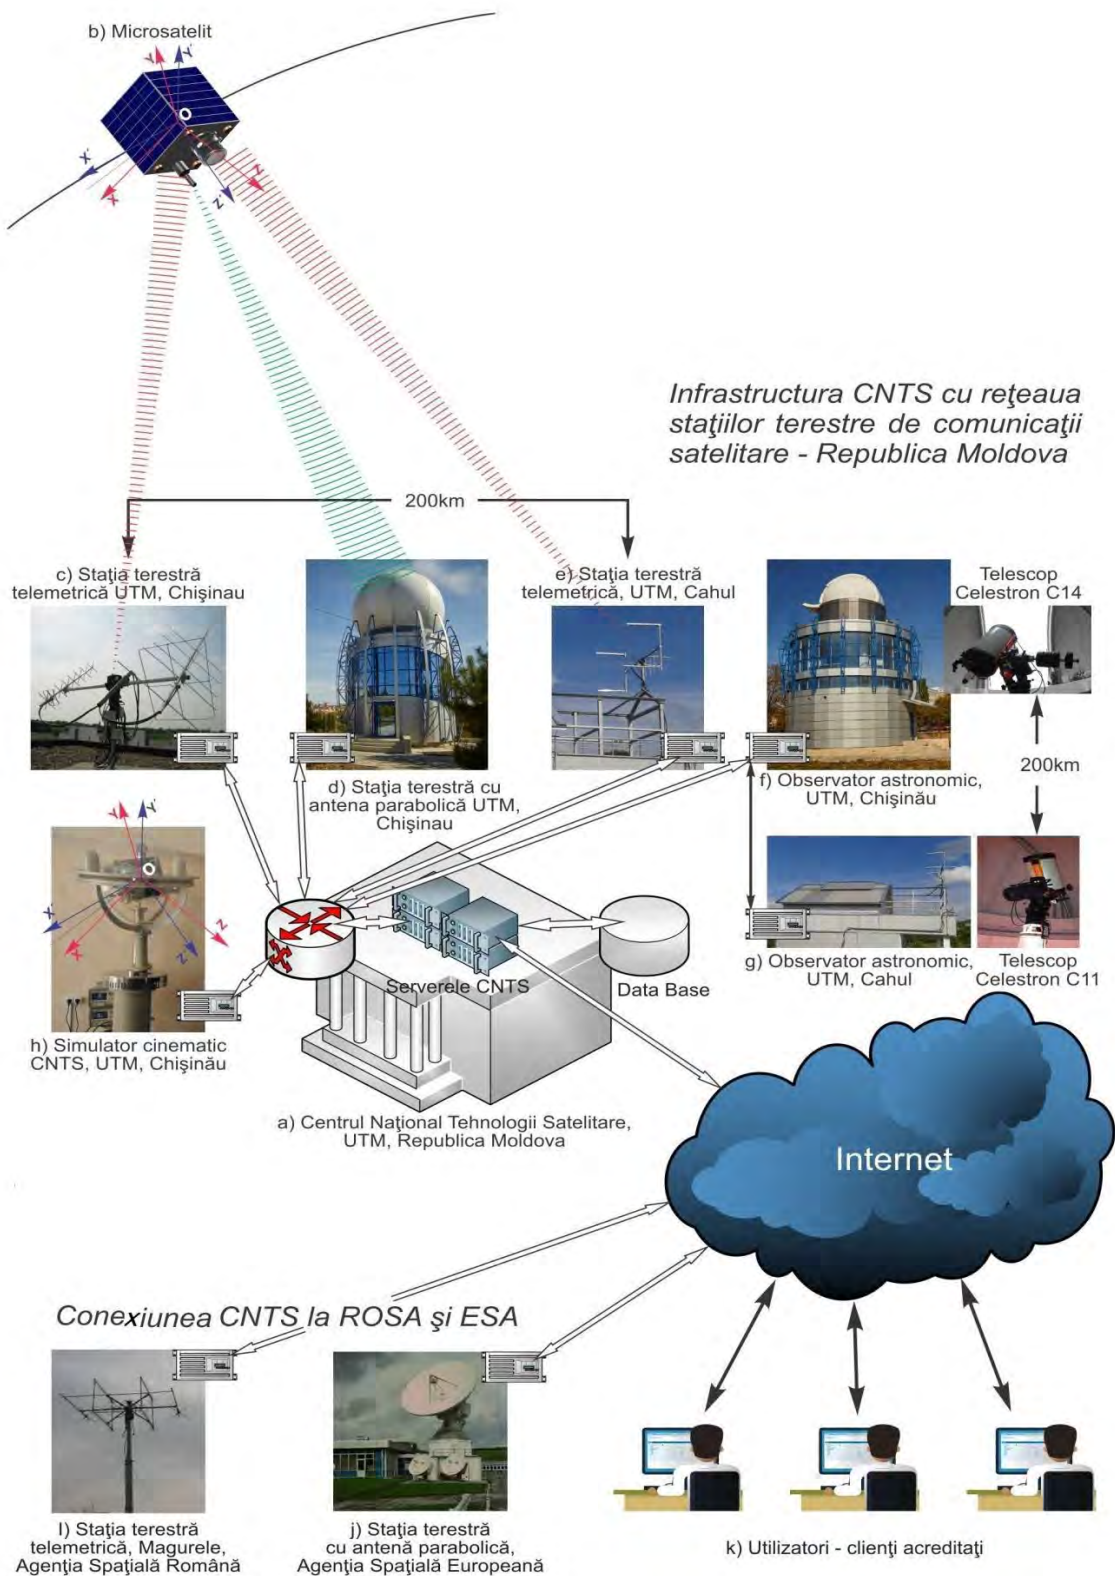 b) Microsatelit
Y
Y'
O
X'
X
Z'
Z
Infrastructura CNTS cu reţeaua
staţiilor terestre de comunicaţii
satelitare - Republica Moldova
200km
c) Staţia terestră
telemetrică UTM, Chişinau
e) Staţia terestră
telemetrică, UTM, Cahul
Telescop
Celestron C14
d) Staţia terestră cu
antena parabolică UTM,
Chişinau
f) Observator astronomic,
UTM, Chişinău
200km
Y
Y'
O
X'
X
Z'
Z
Serverele CNTS
Data Base
g) Observator astronomic,
UTM, Cahul
Telescop
Celestron C11
h) Simulator cinematic
CNTS, UTM, Chişinău
a) Centrul Naţional Tehnologii Satelitare,
UTM, Republica Moldova
Internet
Conexiunea CNTS la ROSA şi ESA
l) Staţia terestră
telemetrică, Magurele,
Agenţia Spaţială Română
j) Staţia terestră
cu antenă parabolică,
Agenţia Spaţială Europeană
k) Utilizatori - clienţi acreditaţi